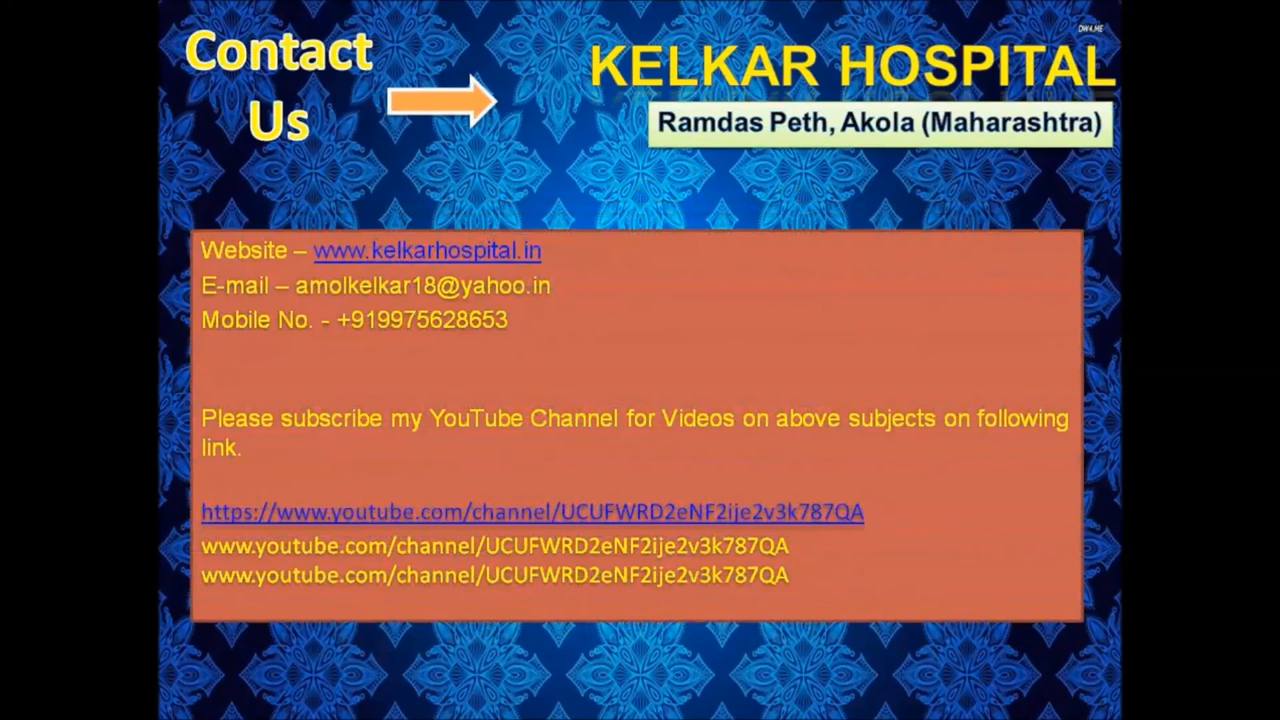 Contact
Us
DW4.ME
KELKAR HOSPITAL
Ramdas Peth, Akola (Maharashtra)
Website – www.kelkarhospital.in
E-mail – amolkelkar18@yahoo.in
Mobile No. - +919975628653
Please subscribe my YouTube Channel for Videos on above subjects on following
link.
https://www.youtube.com/channel/UCUFWRD2eNF2ije2v3k787QA
www.youtube.com/channel/UCUFWRD2eNF2ije2v3k787QA
www.youtube.com/channel/UCUFWRD2eNF2ije2v3k787QA